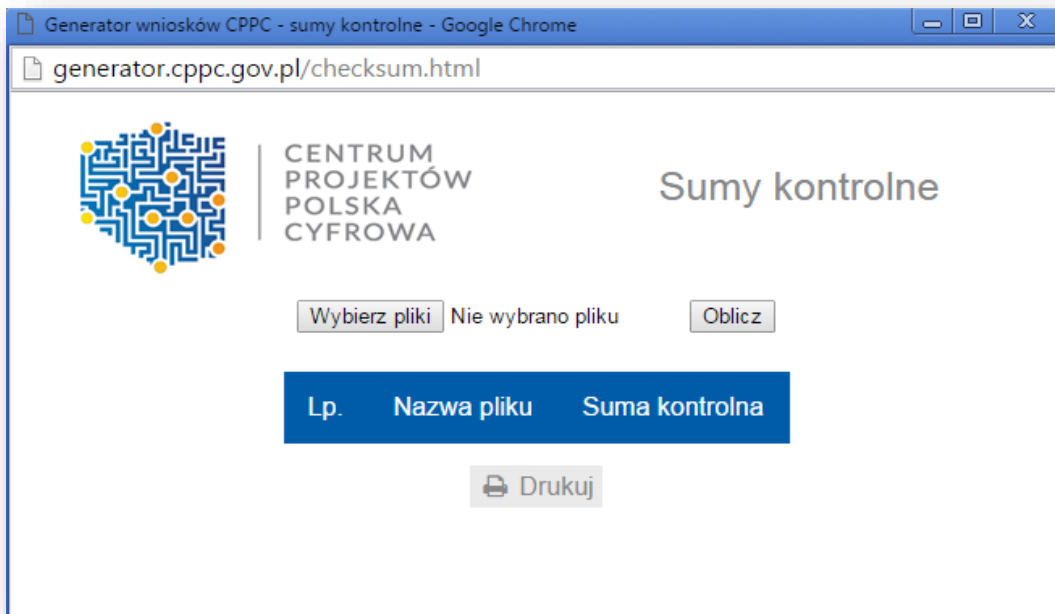 Generator wniosków CPPC - sumy kontrolne - Google Chrome
generator.cppc.gov.pl/checksum.html
CENTRUM
PROJEKTÓW
POLSKA
CYFROWA
Sumy kontrolne
Wybierz pliki Nie wybrano pliku Oblicz
Lp. Nazwa pliku Suma kontrolna
Drukuj